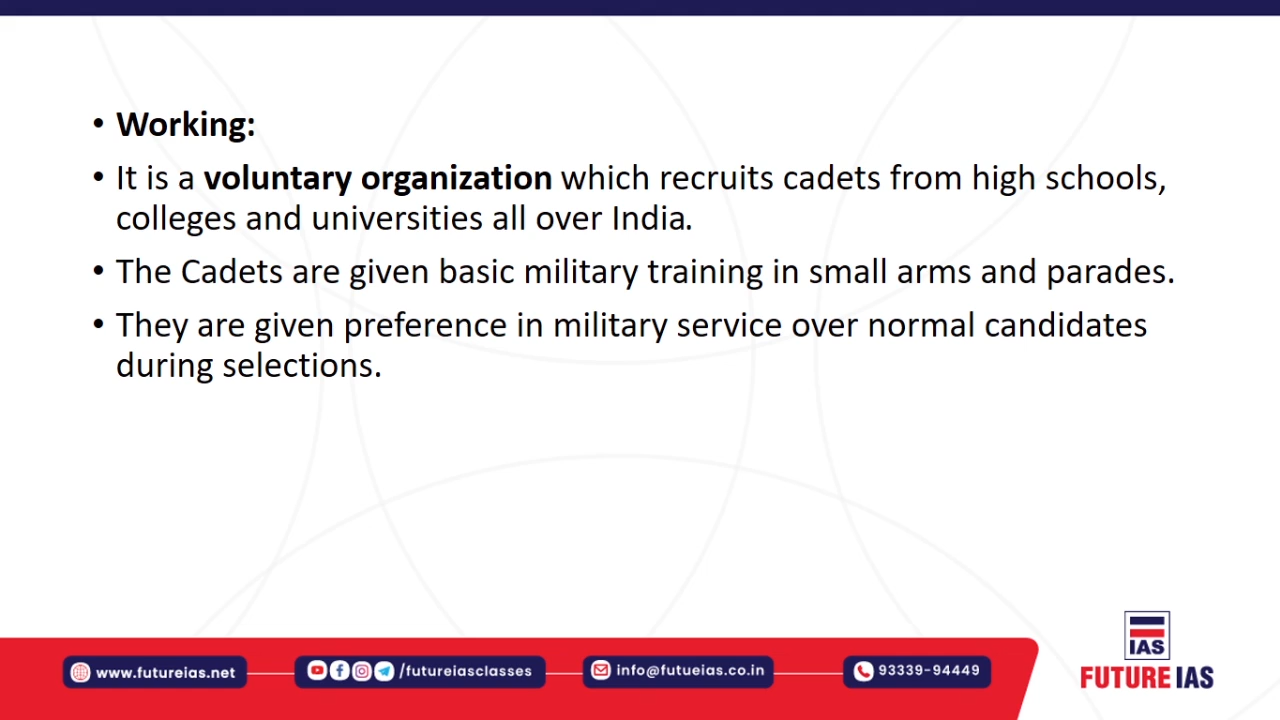 • Working:
• It is a voluntary organization which recruits cadets from high schools,
colleges and universities all over India.
• The Cadets are given basic military training in small arms and parades.
• They are given preference in military service over normal candidates
during selections.
IAS
FUTURE IAS
www.futureias.net
/futureiasclasses
info@futueias.co.in
93339-94449